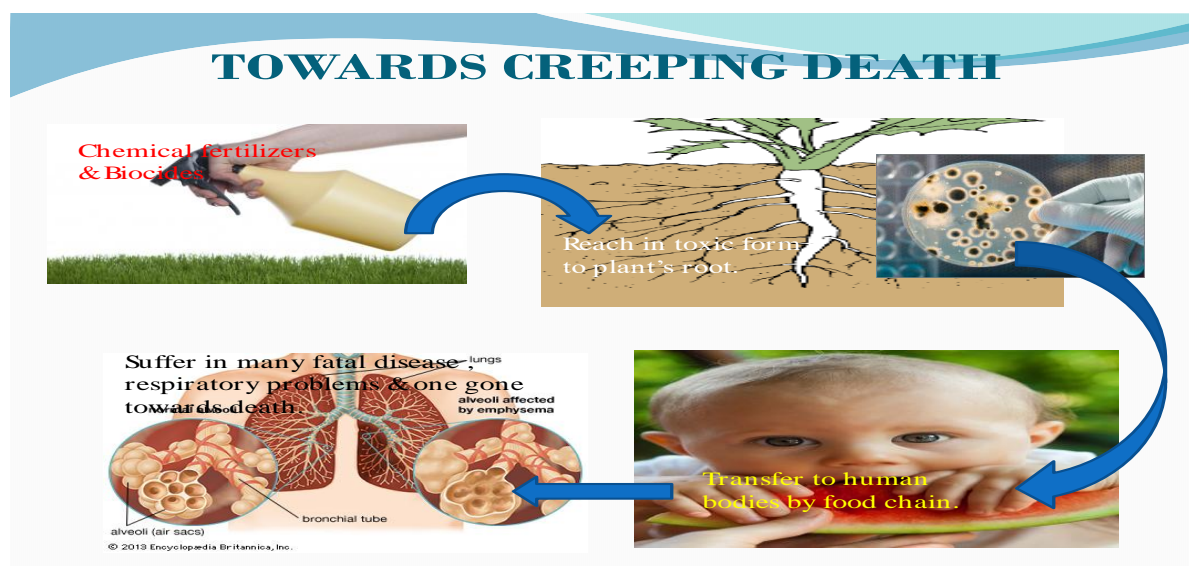 TOWARDS CREEPING DEATH
Chemical fertilizers
& Biocides
Reach in toxic form
to plant's root.
Suffer in many fatal disease ,
respiratory problems & one gone
towards death.
lungs
normal alveoli
alveoli affected
by emphysema
bronchial tube
alveoli (air sacs)
© 2013 Encyclopædia Britannica, Inc.
Transfer to human
bodies by food chain.